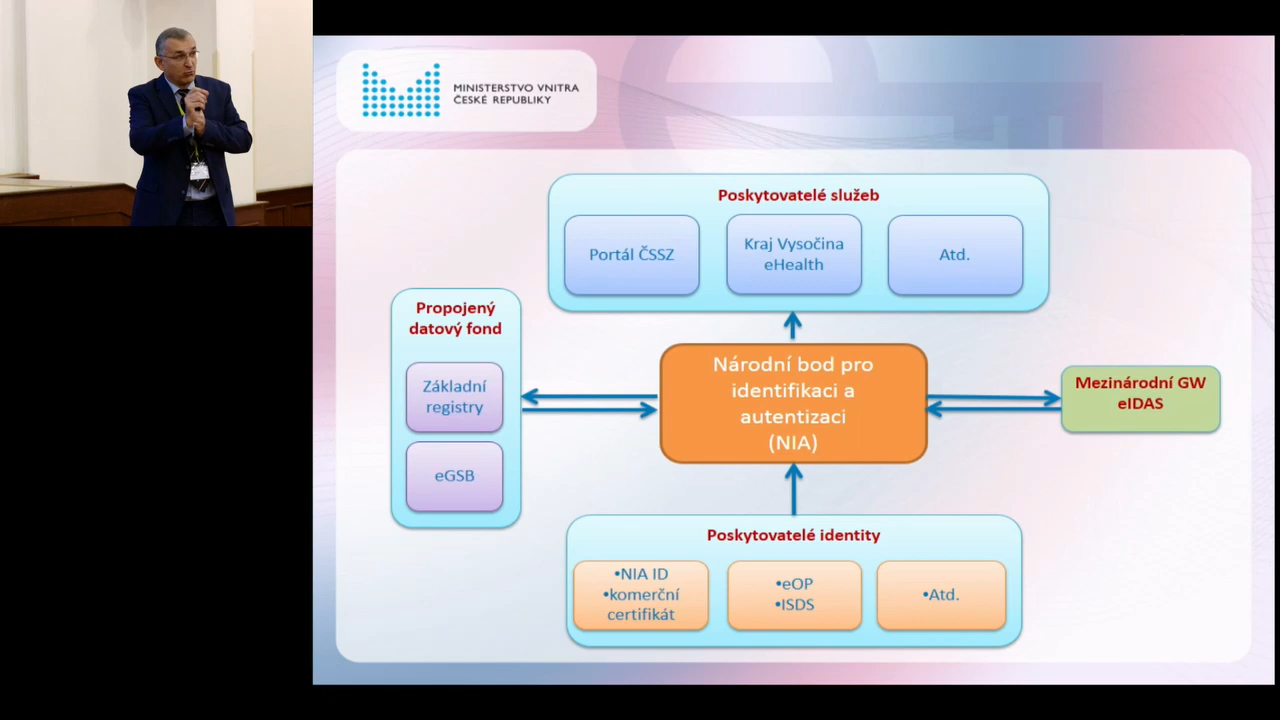 MINISTERSTVO VNITRA
ČESKÉ REPUBLIKY
Poskytovatelé služeb
Portál ČSSZ
Kraj Vysočina
eHealth
Atd.
Propojený
datový fond
Základní
registry
eGSB
Národní bod pro
identifikaci a
autentizaci
(NIA)
Mezinárodní GW
eIDAS
Poskytovatelé identity
•NIA ID
•komerční
certifikát
•eOP
•ISDS
•Atd.